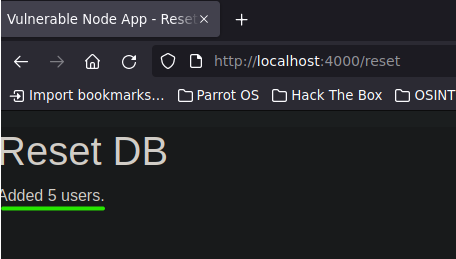 Vulnerable Node App - Reset
http://localhost:4000/reset
Import bookmarks... Parrot OS Hack The Box OSINT
Reset DB
Added 5 users.